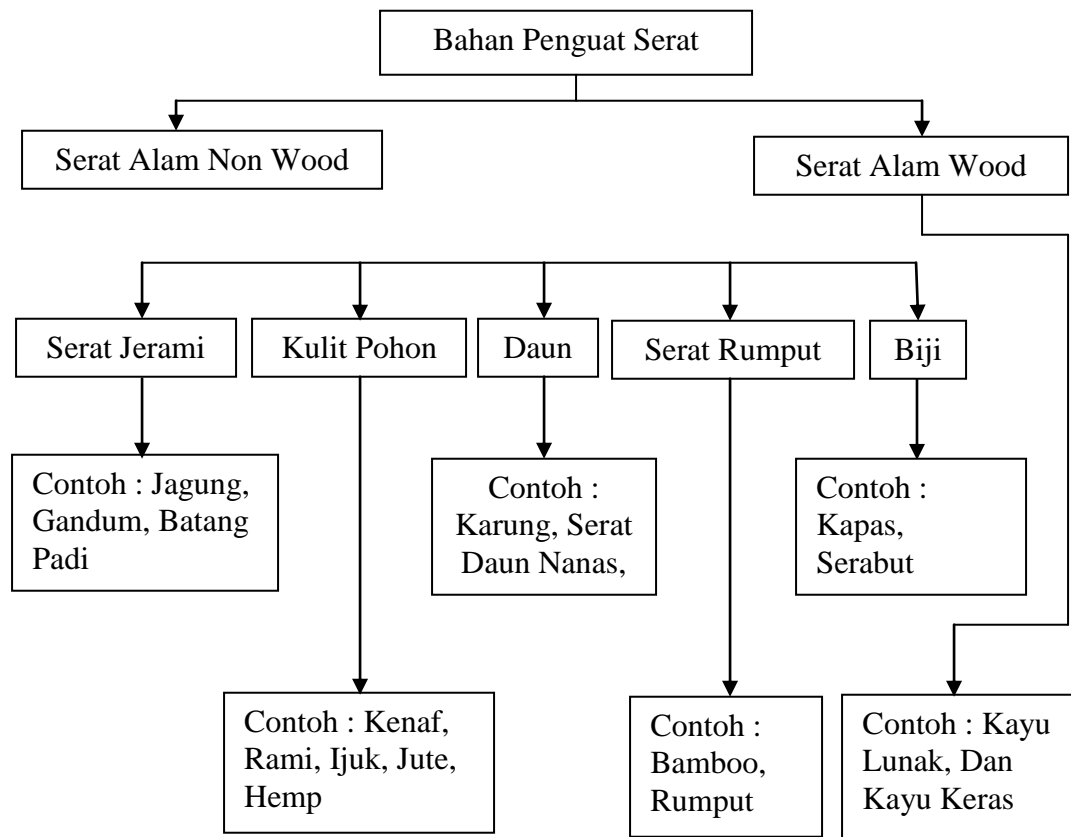 Bahan Penguat Serat
Serat Alam Non Wood
Serat Alam Wood
Serat Jerami
Kulit Pohon
Daun
Serat Rumput
Biji
Contoh : Jagung,
Gandum, Batang
Padi
Contoh :
Karung, Serat
Daun Nanas,
Contoh :
Kapas,
Serabut
Contoh : Kenaf,
Rami, Ijuk, Jute,
Hemp
Contoh :
Bamboo,
Rumput
Contoh : Kayu
Lunak, Dan
Kayu Keras